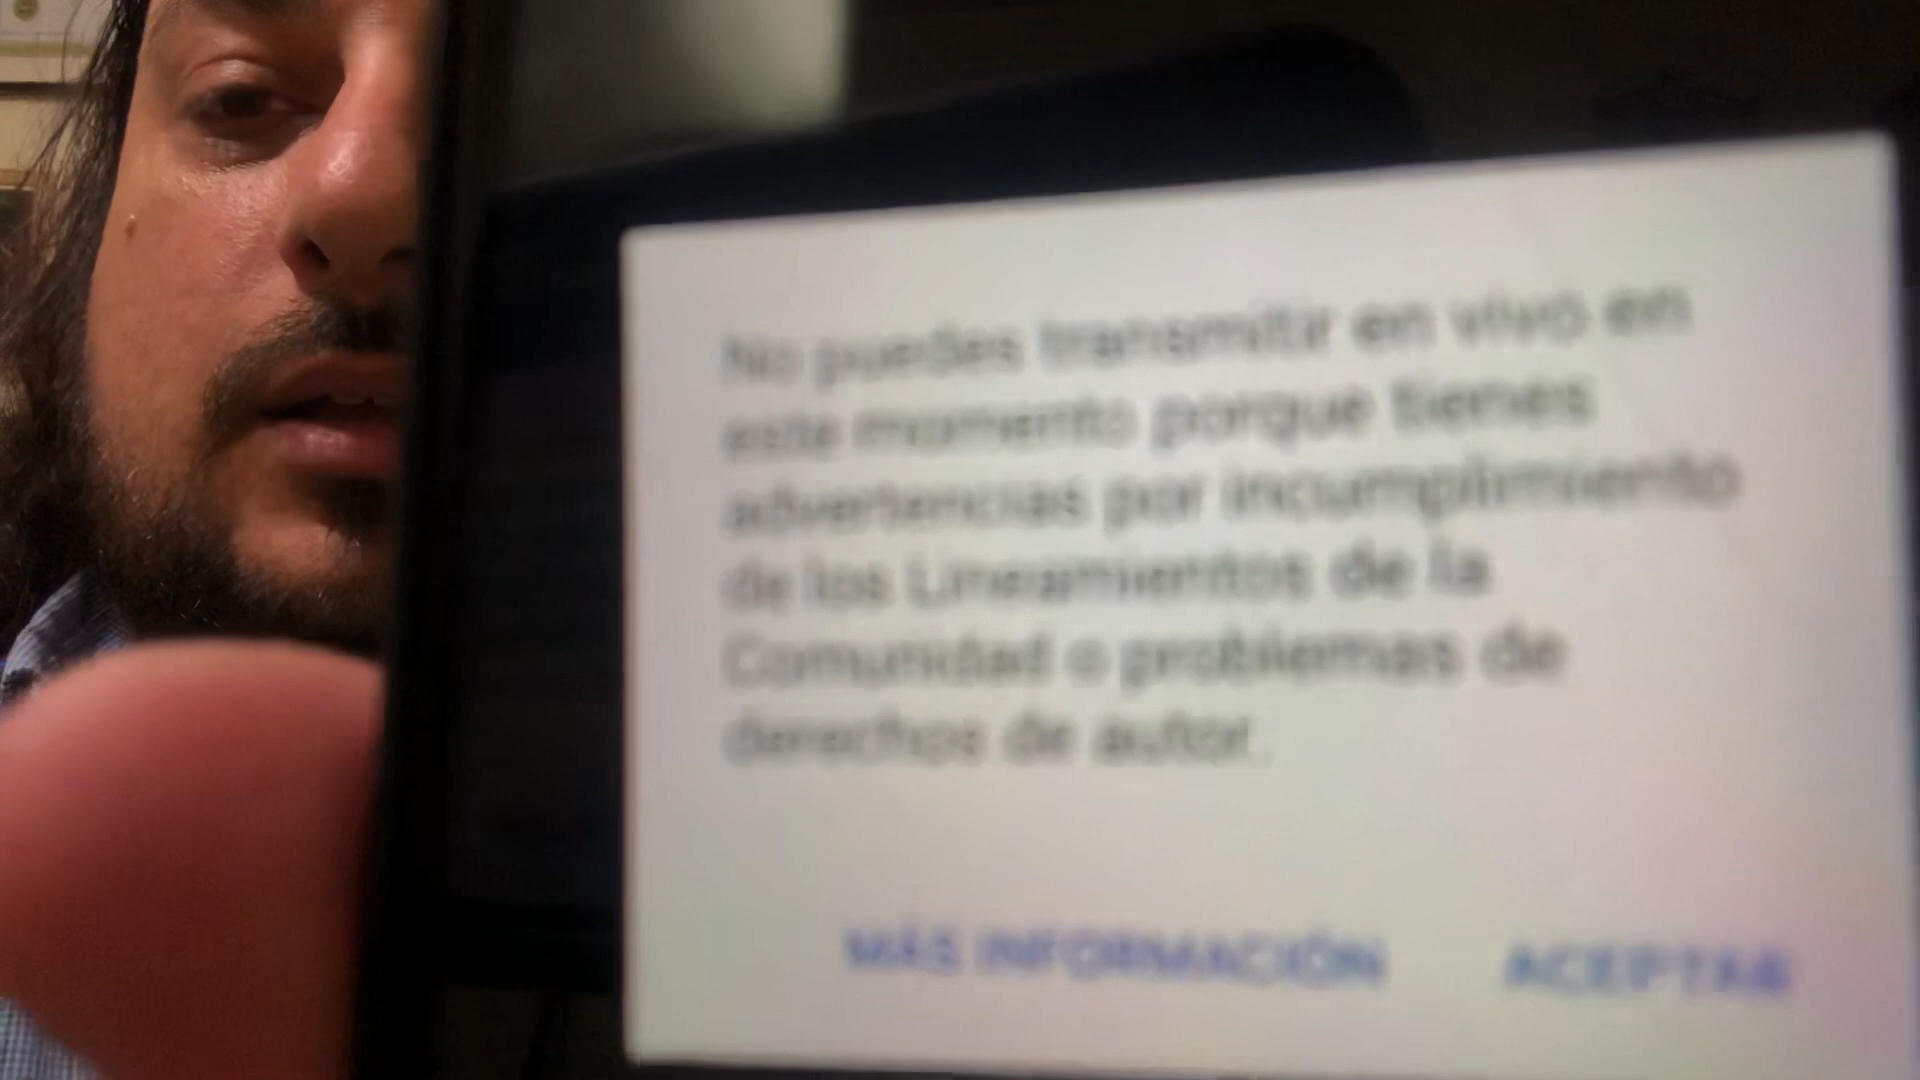 No puedes transmitir en vivo en
este momento porque tienes
advertencias por incumplimiento
de los Lineamientos de la
Comunidad o problemas de
derechos de autor.
MÁS INFORMACIÓN ACEPTAR